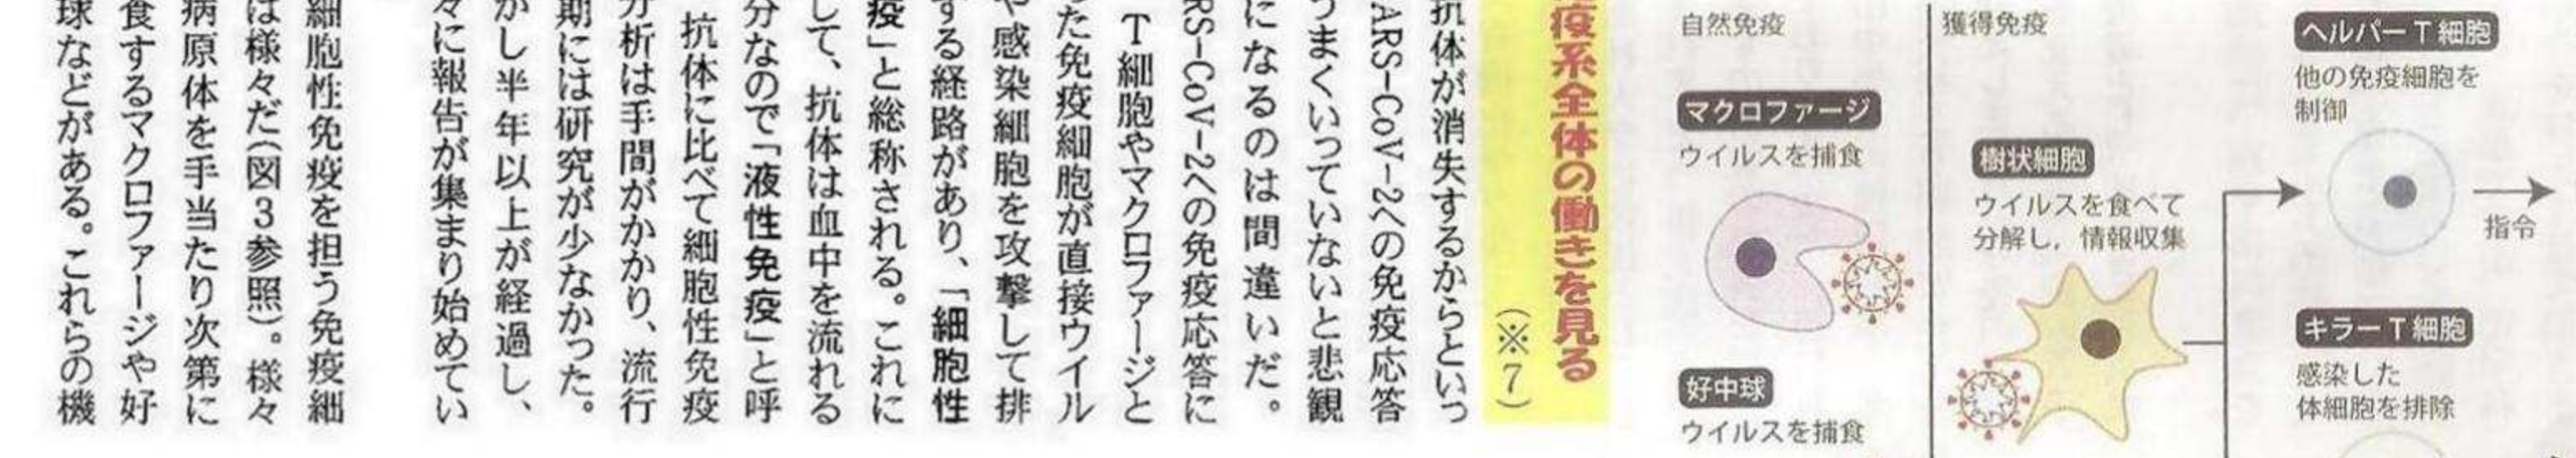 疫系全体の働きを見る
(※7)
抗体が消失するからといっ
ARS-CoV-2への免疫応答
うまくいっていないと悲観
になるのは間違いだ。
RS-CoV-2への免疫応答に
T細胞やマクロファージと
った免疫細胞が直接ウイル
や感染細胞を攻撃して排
する経路があり、「細胞性
疫」と総称される。これに
して、抗体は血中を流れる
分なので「液性免疫」と呼
抗体に比べて細胞性免疫
分析は手間がかかり、流行
期には研究が少なかった。
かし半年以上が経過し、
々に報告が集まり始めてい
細胞性免疫を担う免疫細
は様々だ(図3参照)。様々
病原体を手当たり次第に
食するマクロファージや好
球などがある。これらの機
自然免疫
マクロファージ
ウイルスを捕食
好中球
ウイルスを捕食
獲得免疫
樹状細胞
ウイルスを食べて
分解し，情報収集
ヘルパーT細胞
他の免疫細胞を
制御
指令
キラーT細胞
感染した
体細胞を排除